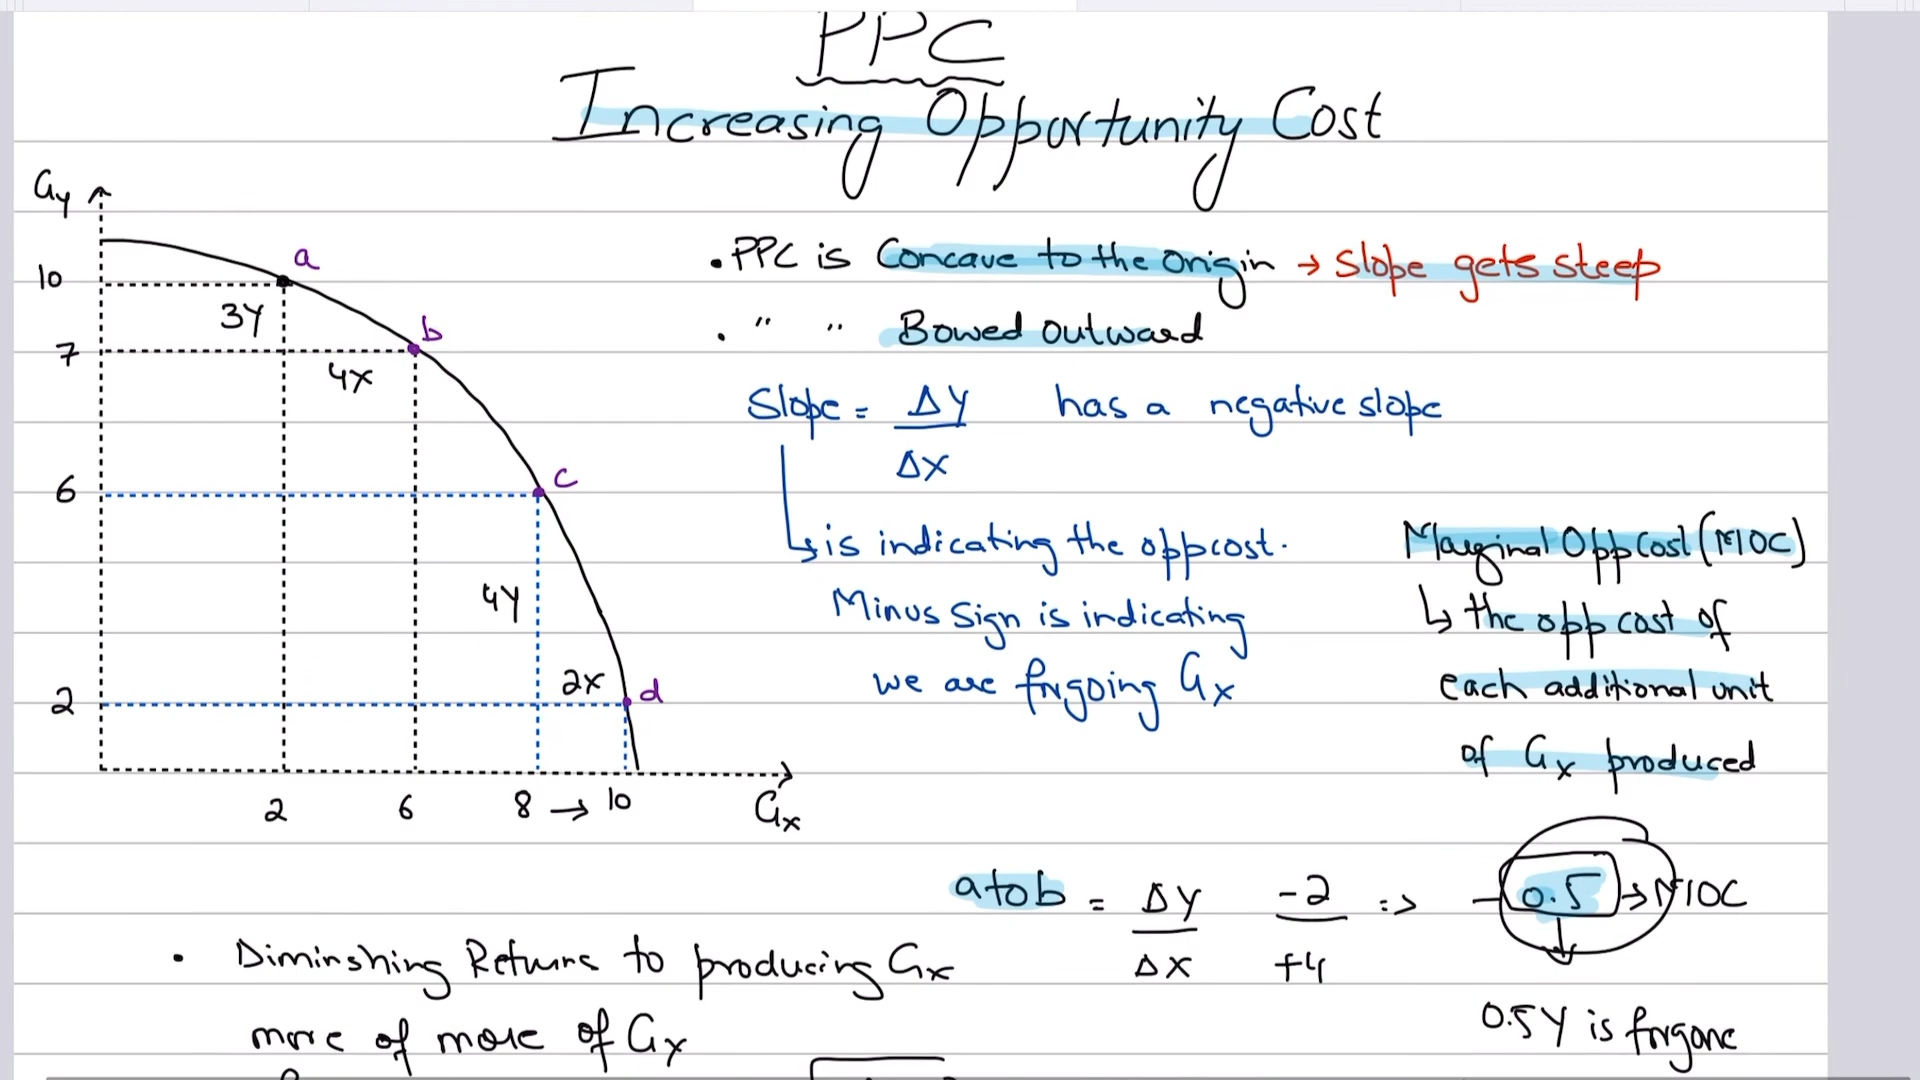 PPC
Increasing Opportunity Cost
Gy
10
7
6
2
a
3Y
b
4x
c
4Y
2x
d
2 6 8 → 10 Gx
• PPC is Concave to the Origin → Slope gets steep
• " " Bowed outward
Slope = ΔY has a negative slope
ΔX
↳ is indicating the opp cost.
Minus Sign is indicating
we are forgoing Gx
Marginal Opp Cost (MOC)
↳ the opp cost of
each additional unit
of Gx produced
a to b = ΔY -2 => - 0.5 → MOC
ΔX +4
0.5Y is forgone
• Diminshing Returns to producing Gx
more of more of Gx